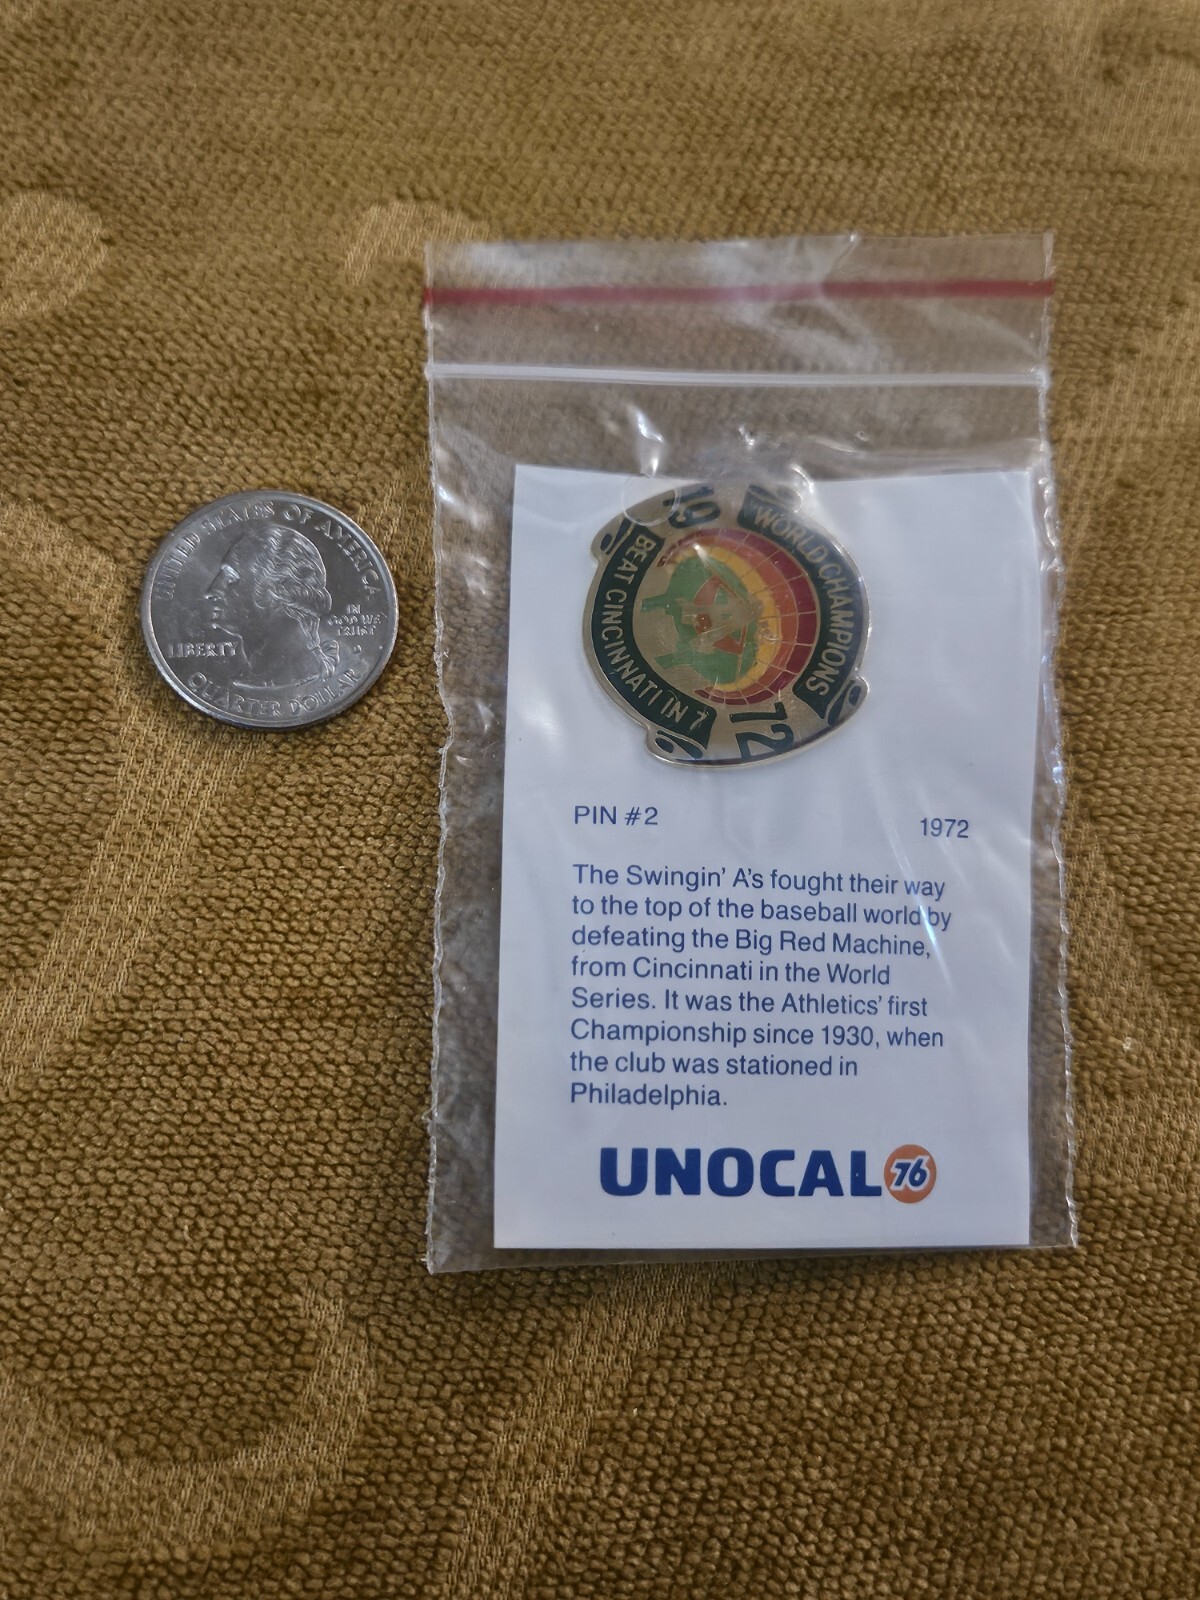 UNITED STATES OF AMERICA
IN
GOD WE
TRUST
LIBERTY
QUARTER DOLLAR
19
WORLD CHAMPIONS
BEAT CINCINNATI IN 7
72
PIN #2
1972
The Swingin' A's fought their way
to the top of the baseball world by
defeating the Big Red Machine,
from Cincinnati in the World
Series. It was the Athletics' first
Championship since 1930, when
the club was stationed in
Philadelphia.
UNOCAL 76